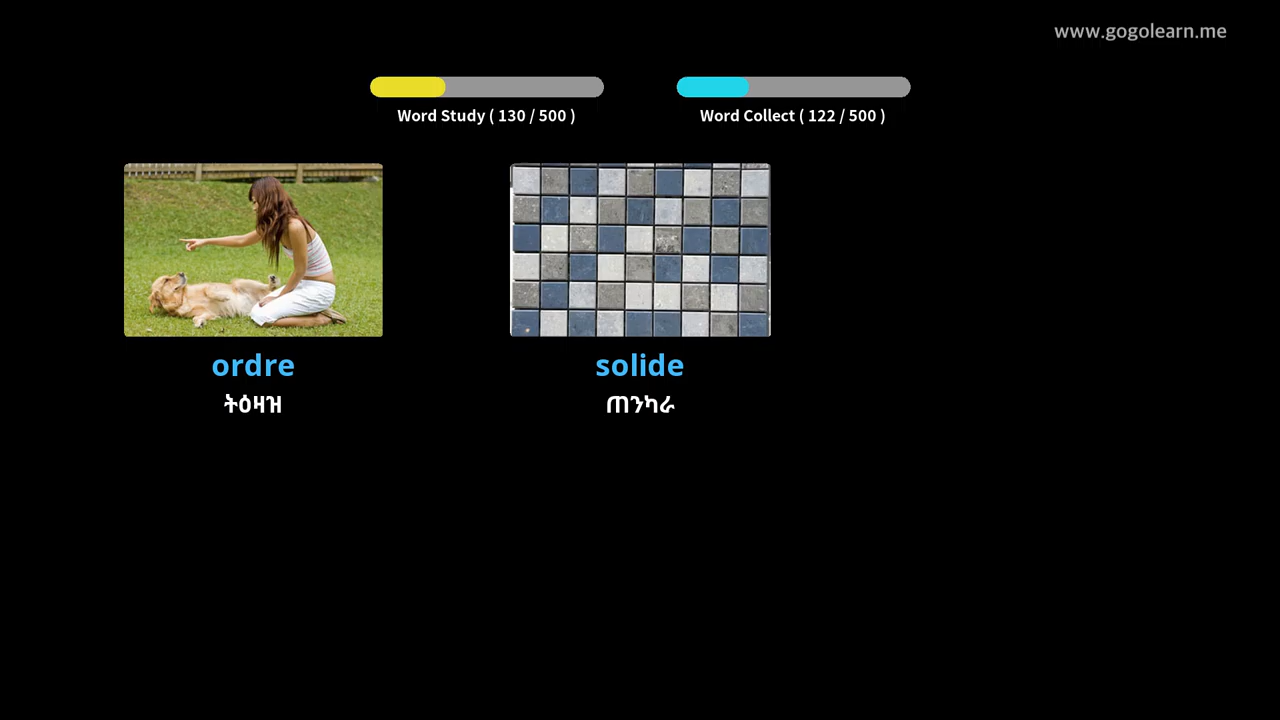 www.gogolearn.me
Word Study ( 130 / 500 )
Word Collect ( 122 / 500 )
ordre
ትዕዛዝ
solide
ጠንካራ